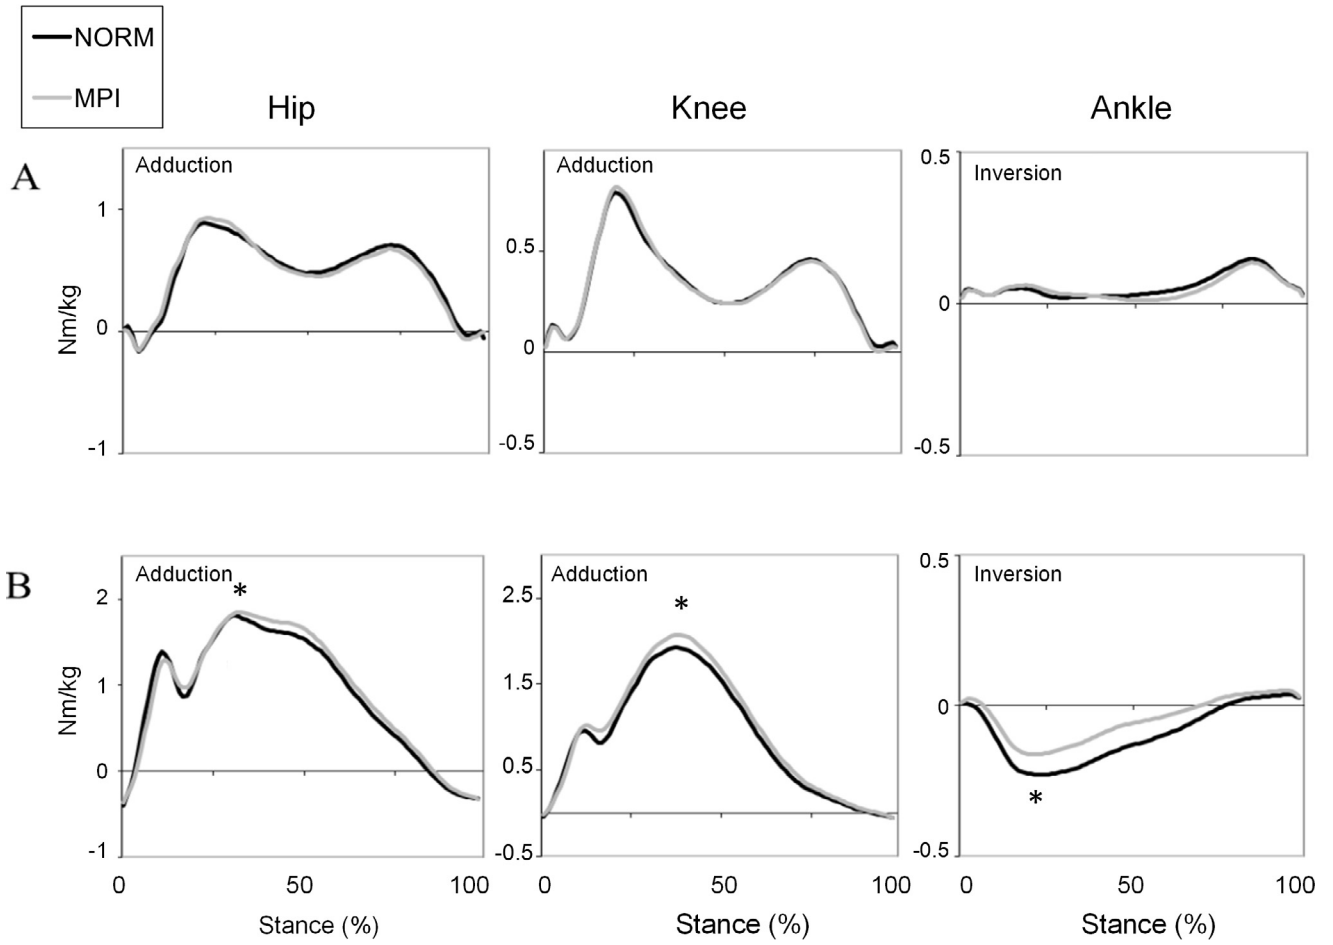 NORM
MPI
Hip
Knee
Ankle
A
Adduction
1
0
-1
Nm/kg
Adduction
0.5
0
-0.5
Inversion
0.5
0
-0.5
B
Adduction
*
2
1
0
-1
Nm/kg
0
50
100
Stance (%)
Adduction
*
2.5
1.5
0.5
-0.5
0
50
100
Stance (%)
Inversion
*
0.5
0
-0.5
0
50
100
Stance (%)